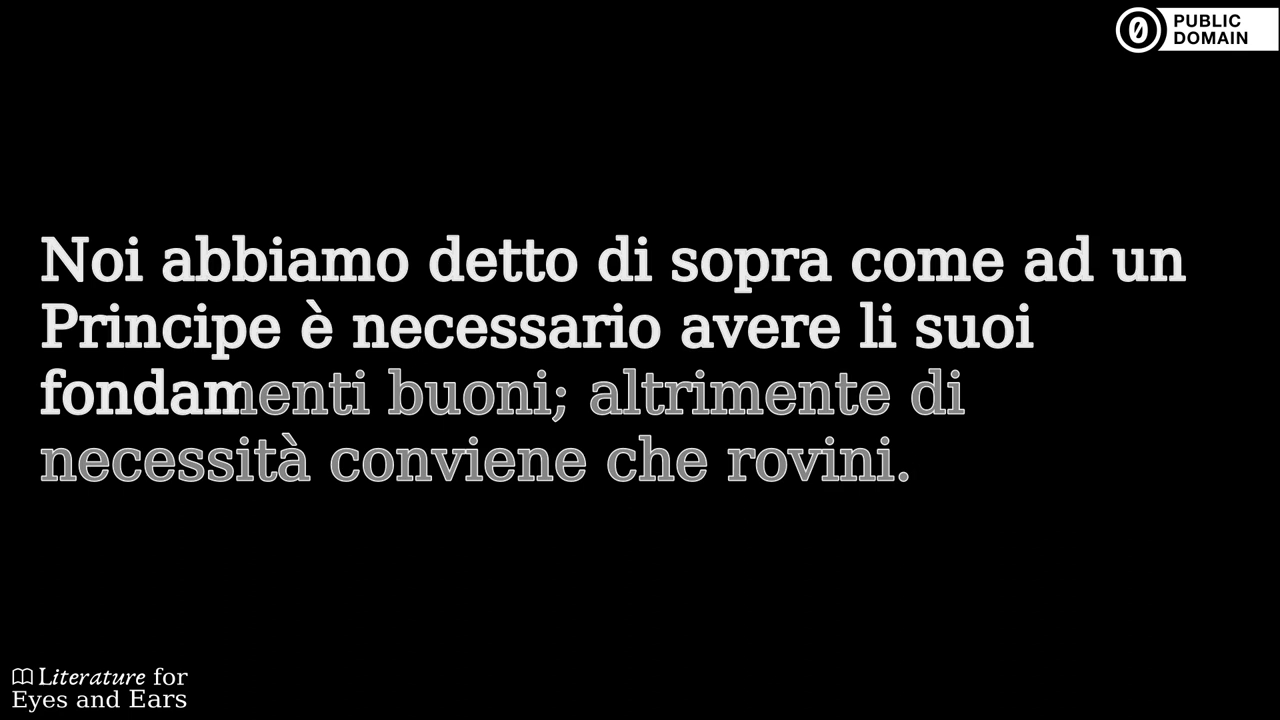 PUBLIC
DOMAIN
Noi abbiamo detto di sopra come ad un
Principe è necessario avere li suoi
fondamenti buoni; altrimente di
necessità conviene che rovini.
Literature for
Eyes and Ears